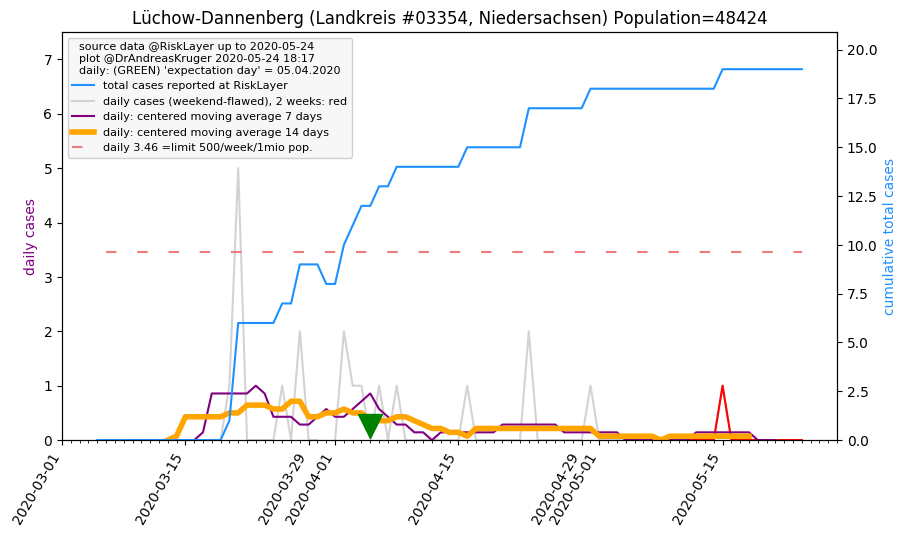 Lüchow-Dannenberg (Landkreis #03354, Niedersachsen) Population=48424
source data @RiskLayer up to 2020-05-24
plot @DrAndreasKruger 2020-05-24 18:17
daily: (GREEN) 'expectation day' = 05.04.2020
total cases reported at RiskLayer
daily cases (weekend-flawed), 2 weeks: red
daily: centered moving average 7 days
daily: centered moving average 14 days
daily 3.46 =limit 500/week/1mio pop.
daily cases
7
6
5
4
3
2
1
0
20.0
17.5
15.0
12.5
10.0
7.5
5.0
2.5
0.0
cumulative total cases
2020-03-01
2020-03-15
2020-03-29
2020-04-01
2020-04-15
2020-04-29
2020-05-01
2020-05-15